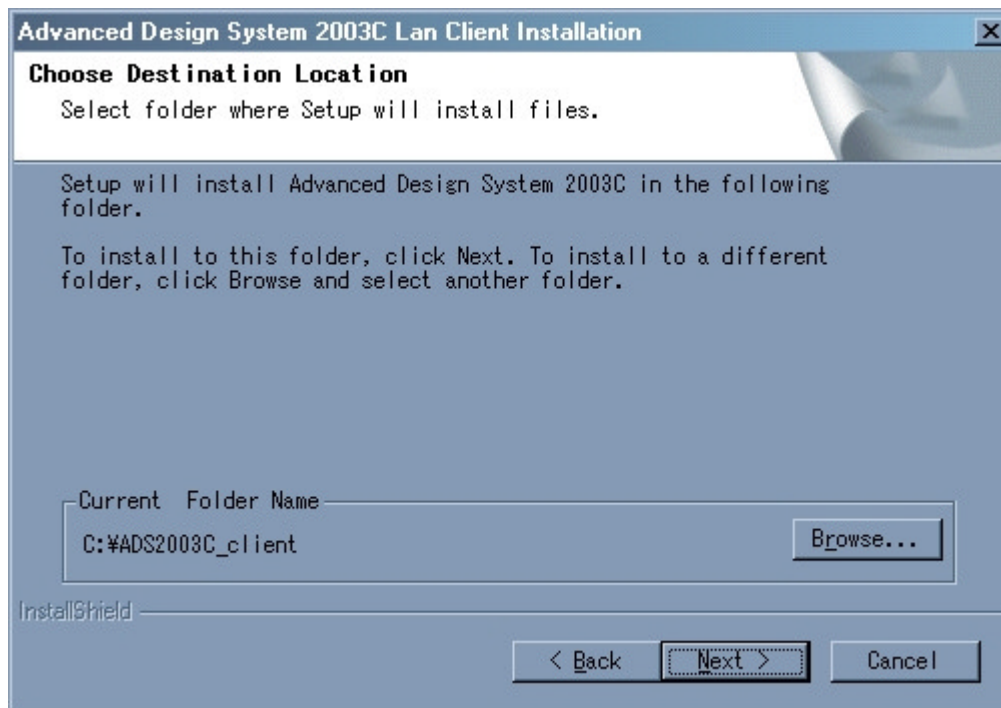 Advanced Design System 2003C Lan Client Installation
Choose Destination Location
Select folder where Setup will install files.
Setup will install Advanced Design System 2003C in the following
folder.
To install to this folder, click Next. To install to a different
folder, click Browse and select another folder.
Current  Folder Name
C:¥ADS2003C_client
Browse...
InstallShield
< Back
Next >
Cancel